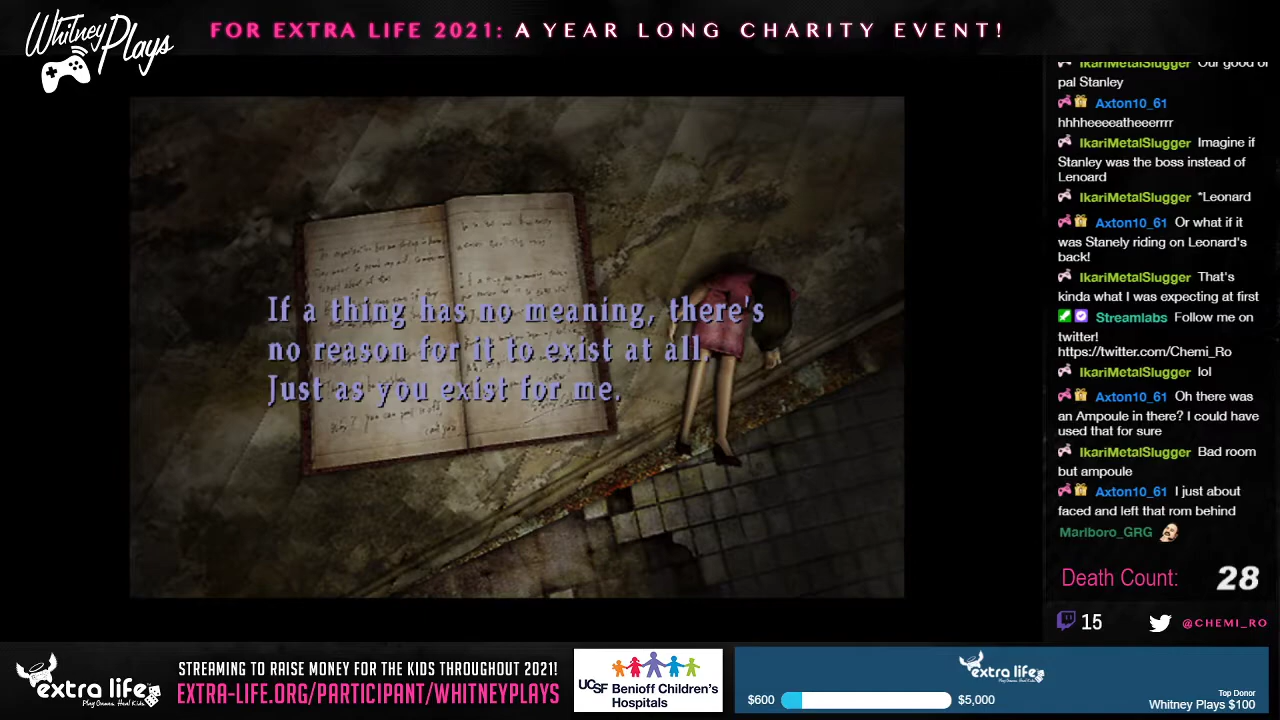 Whitney Plays
FOR EXTRA LIFE 2021: A YEAR LONG CHARITY EVENT!
If a thing has no meaning, there's
no reason for it to exist at all.
Just as you exist for me.
IkariMetalSlugger Our good ol
pal Stanley
Axton10_61
hhhheeeeatheeerrrr
IkariMetalSlugger Imagine if
Stanley was the boss instead of
Lenoard
IkariMetalSlugger *Leonard
Axton10_61 Or what if it
was Stanely riding on Leonard's
back!
IkariMetalSlugger That's
kinda what I was expecting at first
Streamlabs Follow me on
twitter!
https://twitter.com/Chemi_Ro
IkariMetalSlugger lol
Axton10_61 Oh there was
an Ampoule in there? I could have
used that for sure
IkariMetalSlugger Bad room
but ampoule
Axton10_61 I just about
faced and left that rom behind
Marlboro_GRG
Death Count: 28
15 @CHEMI_RO
extra life
Play Games. Heal Kids.
STREAMING TO RAISE MONEY FOR THE KIDS THROUGHOUT 2021!
EXTRA-LIFE.ORG/PARTICIPANT/WHITNEYPLAYS
UCSF Benioff Children's
Hospitals
extra life
$600 $5,000
Top Donor
Whitney Plays $100